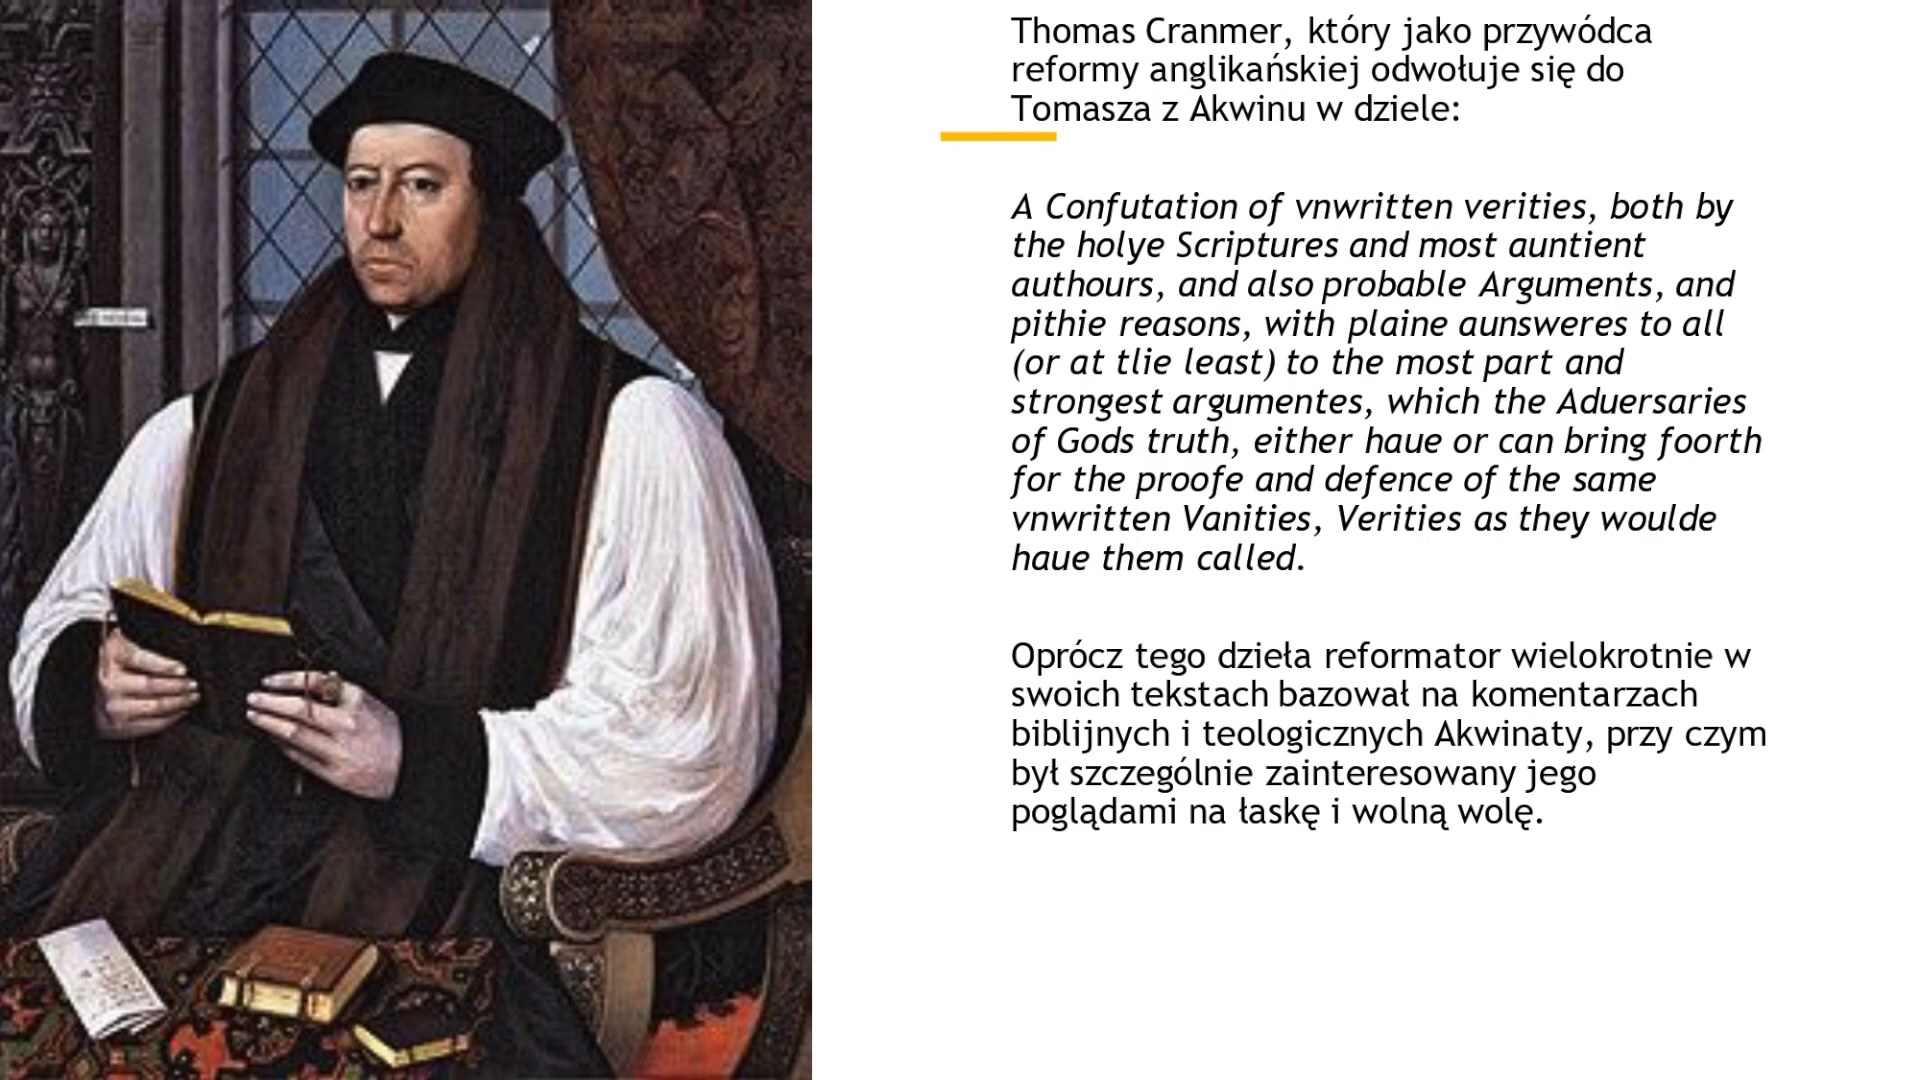 Thomas Cranmer, który jako przywódca
reformy anglikańskiej odwołuje się do
Tomasza z Akwinu w dziele:
A Confutation of vnwritten verities, both by
the holye Scriptures and most auntient
authours, and also probable Arguments, and
pithie reasons, with plaine aunsweres to all
(or at tlie least) to the most part and
strongest argumentes, which the Aduersaries
of Gods truth, either haue or can bring foorth
for the proofe and defence of the same
vnwritten Vanities, Verities as they woulde
haue them called.
Oprócz tego dzieła reformator wielokrotnie w
swoich tekstach bazował na komentarzach
biblijnych i teologicznych Akwinaty, przy czym
był szczególnie zainteresowany jego
poglądami na łaskę i wolną wolę.